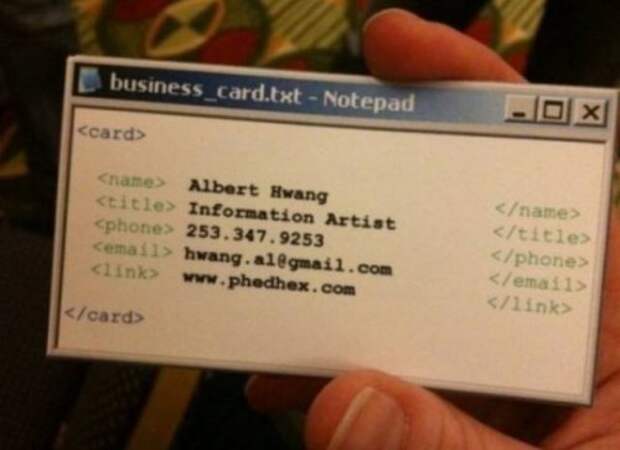 business_card.txt - Notepad
<card>
<name> Albert Hwang </name>
<title> Information Artist </title>
<phone> 253.347.9253 </phone>
<email> hwang.al@gmail.com </email>
<link> www.phedhex.com </link>
</card>